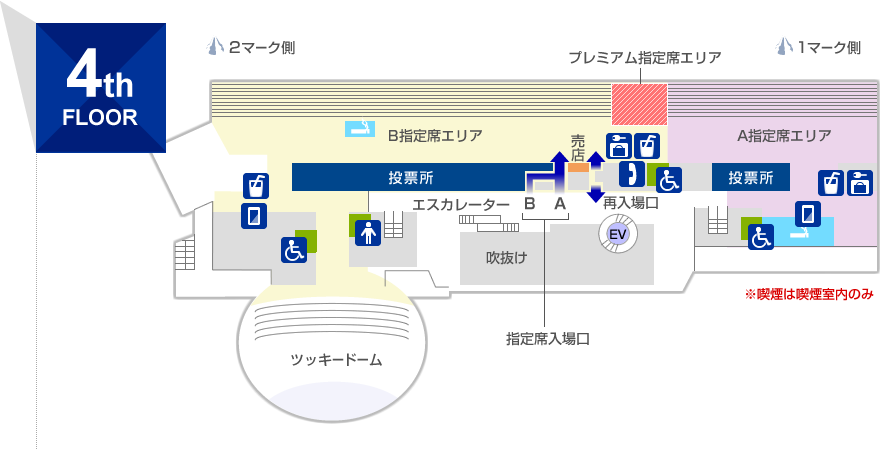 4th
FLOOR
2マーク側
1マーク側
プレミアム指定席エリア
B指定席エリア
売店
A指定席エリア
投票所
投票所
エスカレーター
B
A
再入場口
EV
吹抜け
※喫煙は喫煙室内のみ
指定席入場口
ツッキードーム